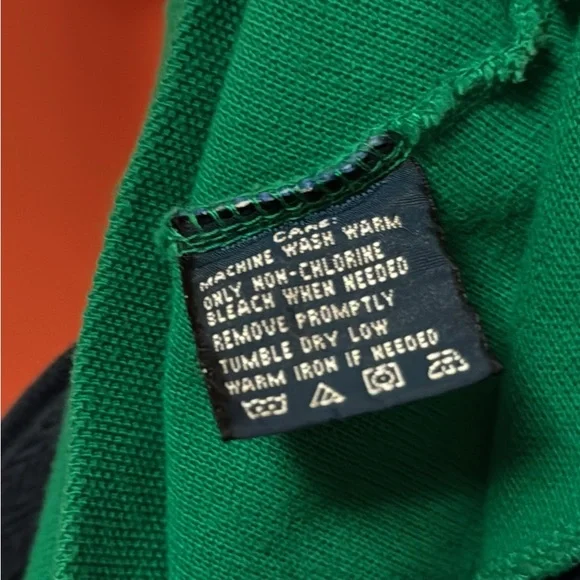 CARE:
MACHINE WASH WARM
ONLY NON-CHLORINE
BLEACH WHEN NEEDED
REMOVE PROMPTLY
TUMBLE DRY LOW
WARM IRON IF NEEDED